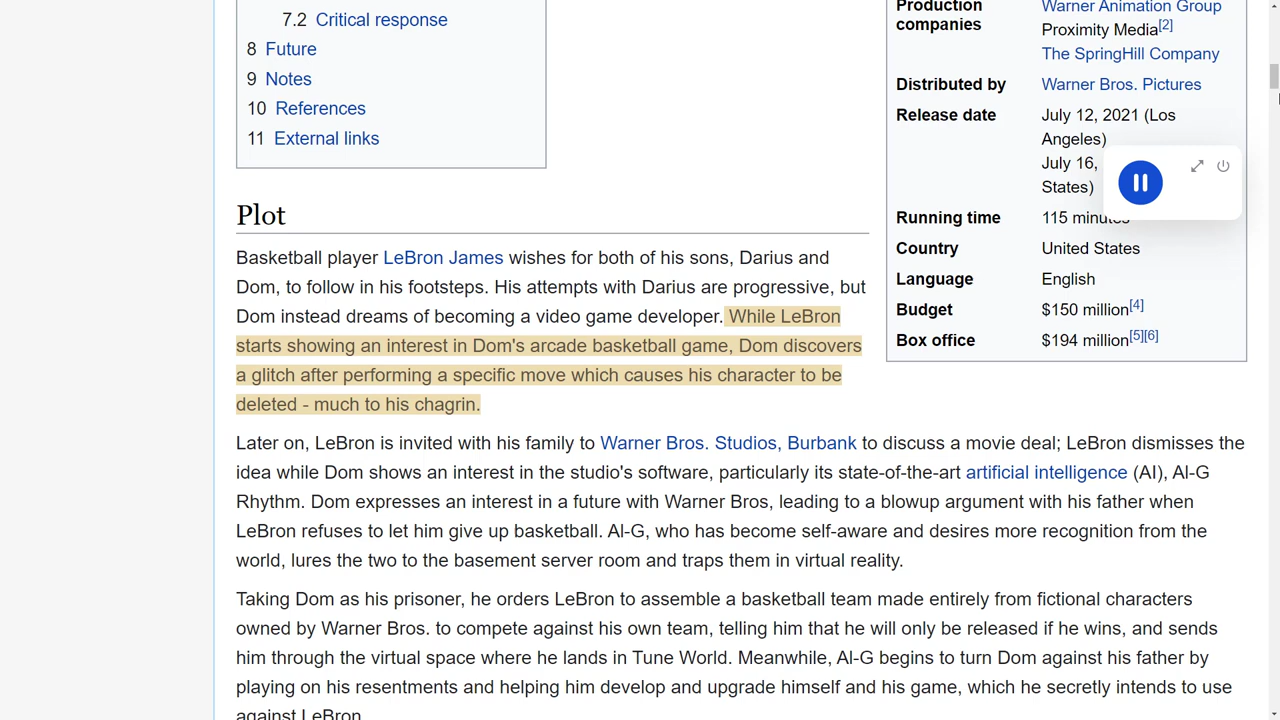 7.2 Critical response
8 Future
9 Notes
10 References
11 External links
Plot
Basketball player LeBron James wishes for both of his sons, Darius and
Dom, to follow in his footsteps. His attempts with Darius are progressive, but
Dom instead dreams of becoming a video game developer. While LeBron
starts showing an interest in Dom's arcade basketball game, Dom discovers
a glitch after performing a specific move which causes his character to be
deleted - much to his chagrin.
Production
companies
Warner Animation Group
Proximity Media[2]
The SpringHill Company
Distributed by Warner Bros. Pictures
Release date July 12, 2021 (Los
Angeles)
July 16,
States)
Running time 115 minutes
Country United States
Language English
Budget $150 million[4]
Box office $194 million[5][6]
Later on, LeBron is invited with his family to Warner Bros. Studios, Burbank to discuss a movie deal; LeBron dismisses the
idea while Dom shows an interest in the studio's software, particularly its state-of-the-art artificial intelligence (AI), Al-G
Rhythm. Dom expresses an interest in a future with Warner Bros, leading to a blowup argument with his father when
LeBron refuses to let him give up basketball. Al-G, who has become self-aware and desires more recognition from the
world, lures the two to the basement server room and traps them in virtual reality.
Taking Dom as his prisoner, he orders LeBron to assemble a basketball team made entirely from fictional characters
owned by Warner Bros. to compete against his own team, telling him that he will only be released if he wins, and sends
him through the virtual space where he lands in Tune World. Meanwhile, Al-G begins to turn Dom against his father by
playing on his resentments and helping him develop and upgrade himself and his game, which he secretly intends to use
against LeBron.